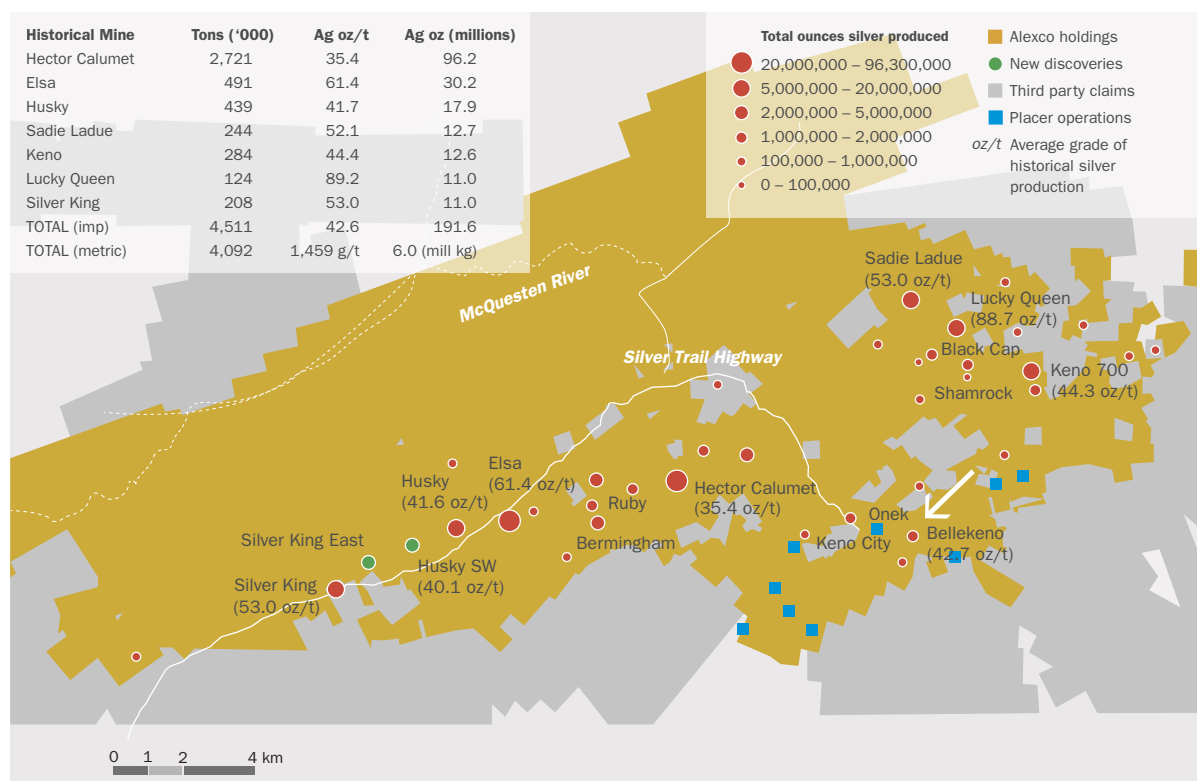 Historical Mine Tons (‘000) Ag oz/t Ag oz (millions)
Hector Calumet 2,721 35.4 96.2
Elsa 491 61.4 30.2
Husky 439 41.7 17.9
Sadie Ladue 244 52.1 12.7
Keno 284 44.4 12.6
Lucky Queen 124 89.2 11.0
Silver King 208 53.0 11.0
TOTAL (imp) 4,511 42.6 191.6
TOTAL (metric) 4,092 1,459 g/t 6.0 (mill kg)
Total ounces silver produced
20,000,000 – 96,300,000
5,000,000 – 20,000,000
2,000,000 – 5,000,000
1,000,000 – 2,000,000
100,000 – 1,000,000
0 – 100,000
Alexco holdings
New discoveries
Third party claims
Placer operations
oz/t Average grade of
historical silver
production
McQuesten River
Silver Trail Highway
Sadie Ladue
(53.0 oz/t)
Lucky Queen
(88.7 oz/t)
Black Cap
Keno 700
(44.3 oz/t)
Shamrock
Elsa
(61.4 oz/t)
Husky
(41.6 oz/t)
Ruby
Hector Calumet
(35.4 oz/t)
Onek
Bermingham
Keno City
Bellekeno
(42.7 oz/t)
Silver King East
Husky SW
(40.1 oz/t)
Silver King
(53.0 oz/t)
0 1 2 4 km